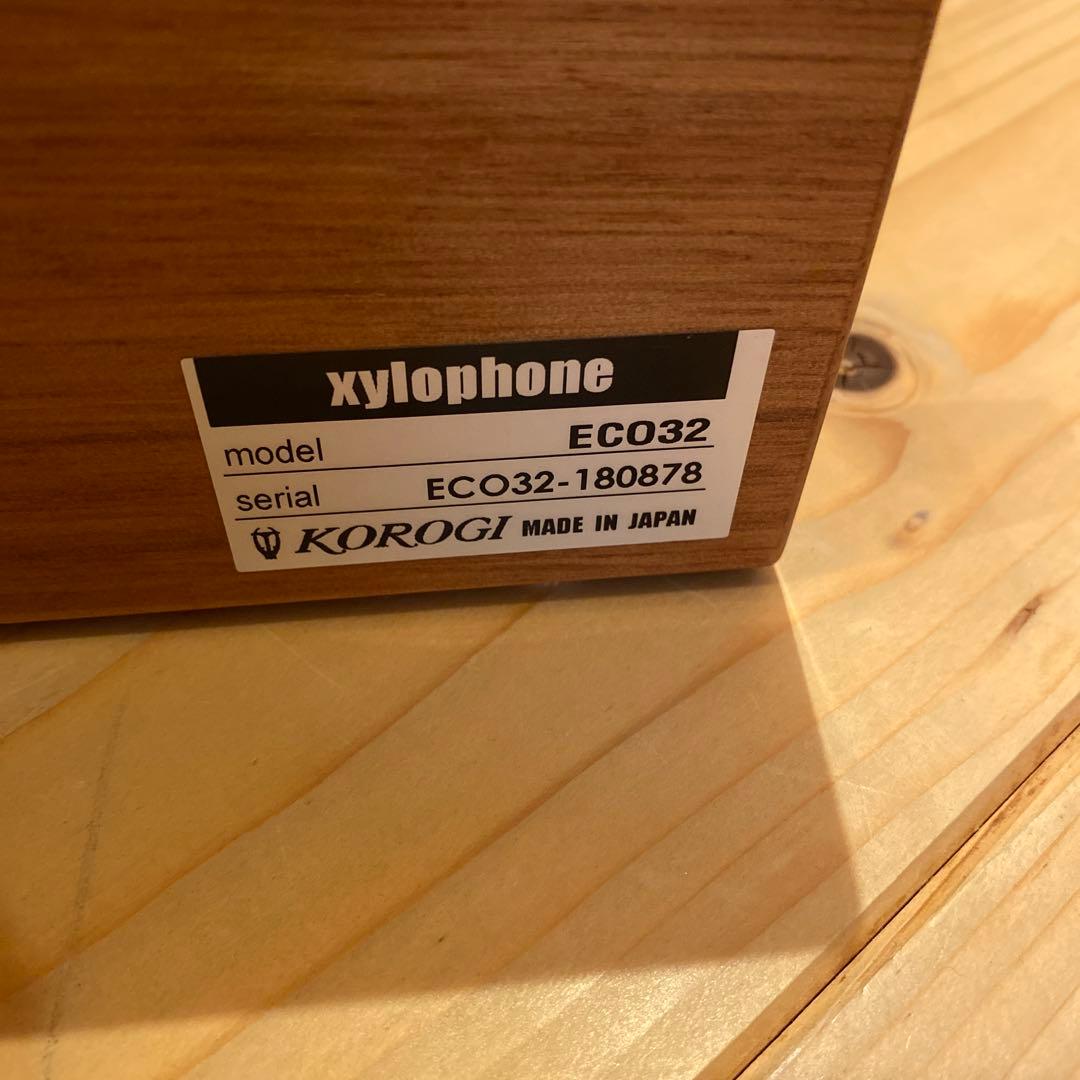 xylophone
model ECO32
serial ECO32-180878
KOROGI MADE IN JAPAN